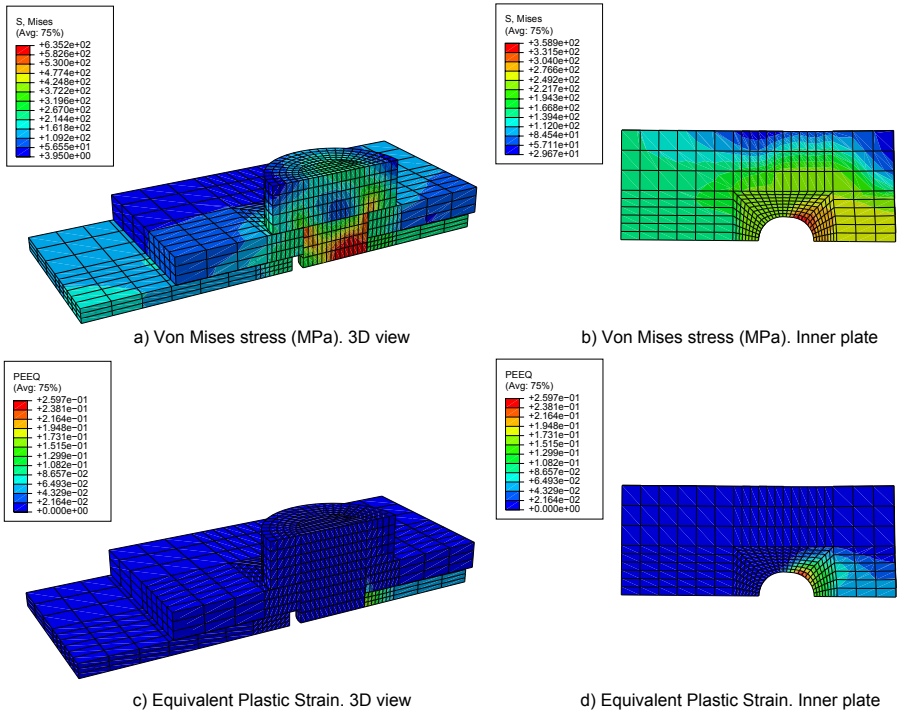 S, Mises
(Avg: 75%)
+6.352e+02
+5.826e+02
+5.300e+02
+4.774e+02
+4.248e+02
+3.722e+02
+3.196e+02
+2.670e+02
+2.144e+02
+1.618e+02
+1.092e+02
+5.655e+01
+3.950e+00
S, Mises
(Avg: 75%)
+3.589e+02
+3.315e+02
+3.040e+02
+2.766e+02
+2.492e+02
+2.217e+02
+1.943e+02
+1.668e+02
+1.394e+02
+1.120e+02
+8.454e+01
+5.711e+01
+2.967e+01
a) Von Mises stress (MPa). 3D view
b) Von Mises stress (MPa). Inner plate
PEEQ
(Avg: 75%)
+2.597e−01
+2.381e−01
+2.164e−01
+1.948e−01
+1.731e−01
+1.515e−01
+1.299e−01
+1.082e−01
+8.657e−02
+6.493e−02
+4.329e−02
+2.164e−02
+0.000e+00
PEEQ
(Avg: 75%)
+2.597e−01
+2.381e−01
+2.164e−01
+1.948e−01
+1.731e−01
+1.515e−01
+1.299e−01
+1.082e−01
+8.657e−02
+6.493e−02
+4.329e−02
+2.164e−02
+0.000e+00
c) Equivalent Plastic Strain. 3D view
d) Equivalent Plastic Strain. Inner plate